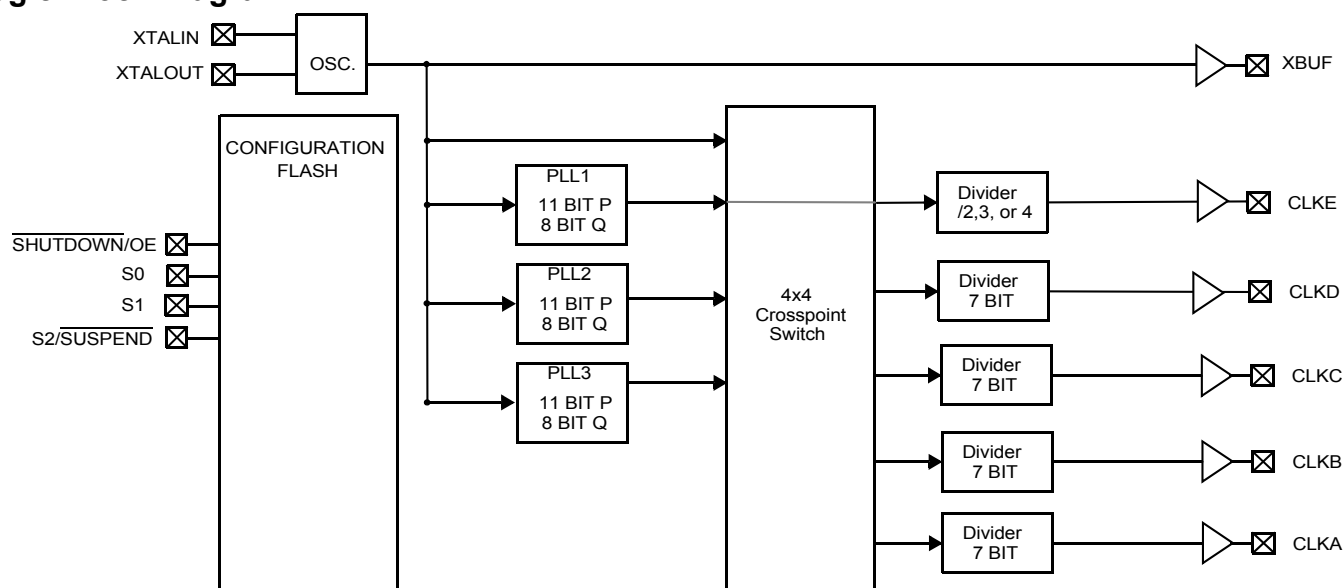 XTALIN
XTALOUT
OSC.
XBUF
CONFIGURATION
FLASH
SHUTDOWN/OE
S0
S1
S2/SUSPEND
PLL1
11 BIT P
8 BIT Q
PLL2
11 BIT P
8 BIT Q
PLL3
11 BIT P
8 BIT Q
4x4
Crosspoint
Switch
Divider
/2,3, or 4
CLKE
Divider
7 BIT
CLKD
Divider
7 BIT
CLKC
Divider
7 BIT
CLKB
Divider
7 BIT
CLKA